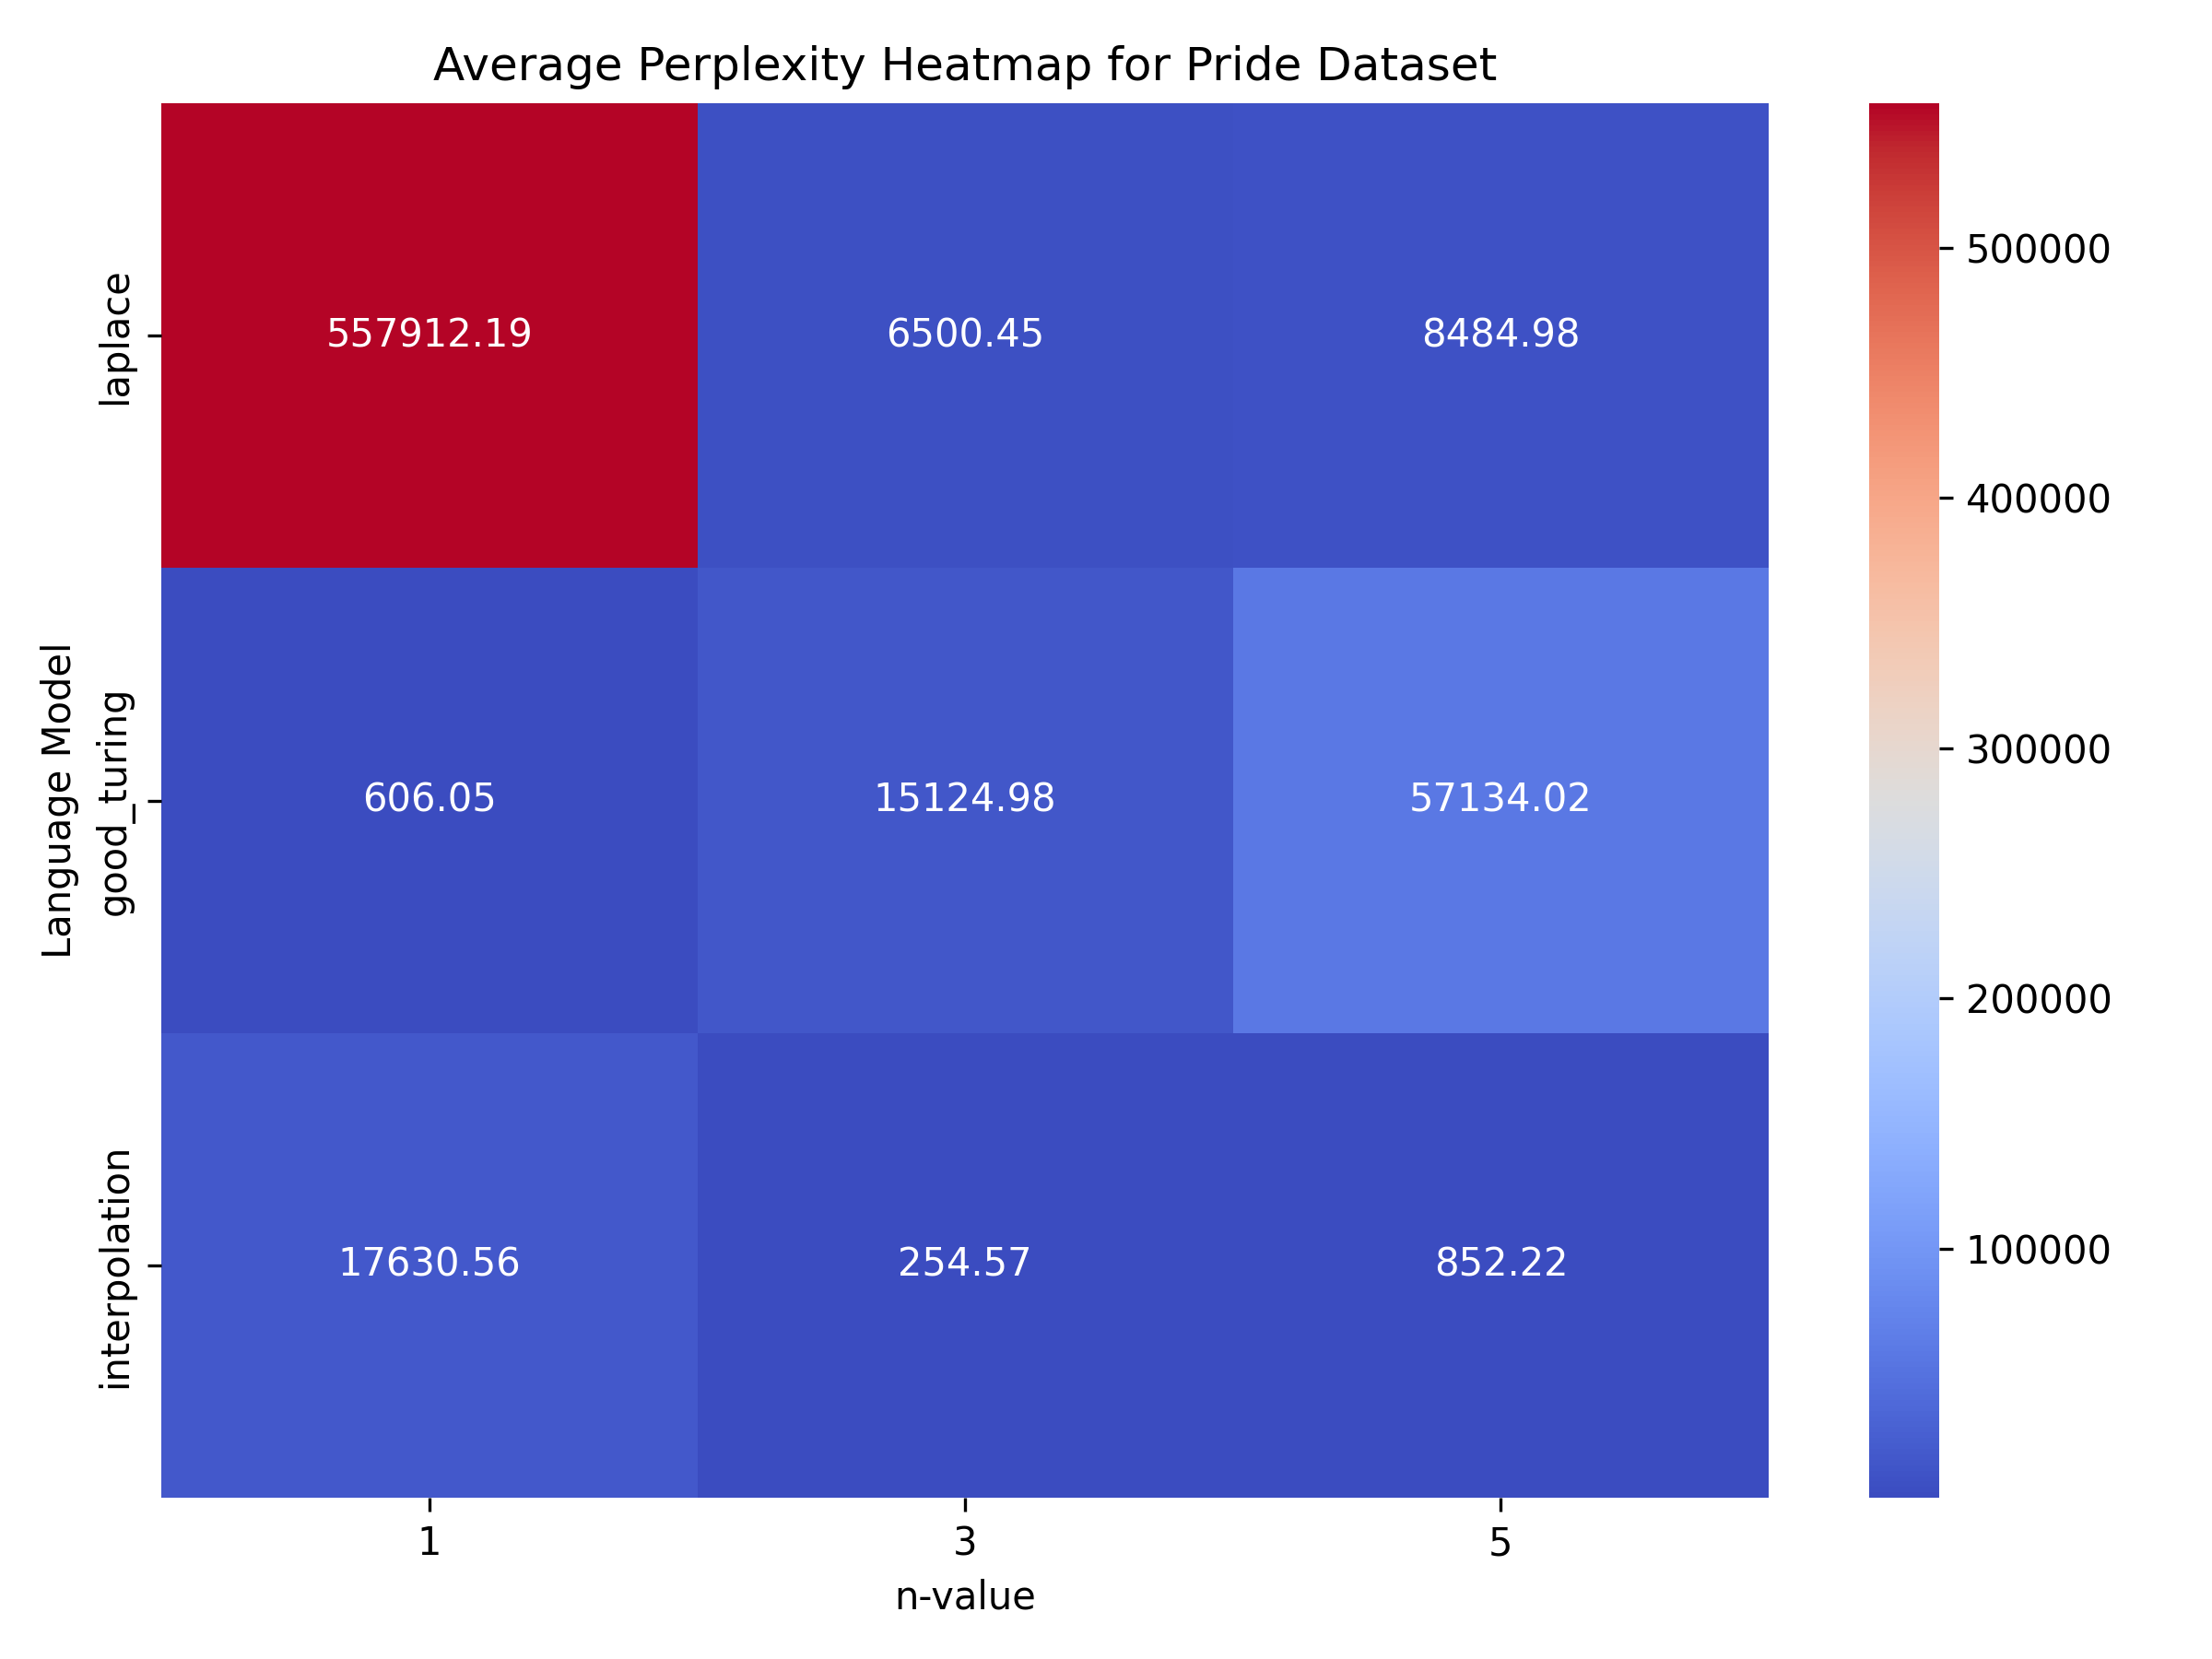 Average Perplexity Heatmap for Pride Dataset
Language Model
laplace
557912.19
6500.45
8484.98
good_turing
606.05
15124.98
57134.02
interpolation
17630.56
254.57
852.22
1
3
5
n-value
500000
400000
300000
200000
100000